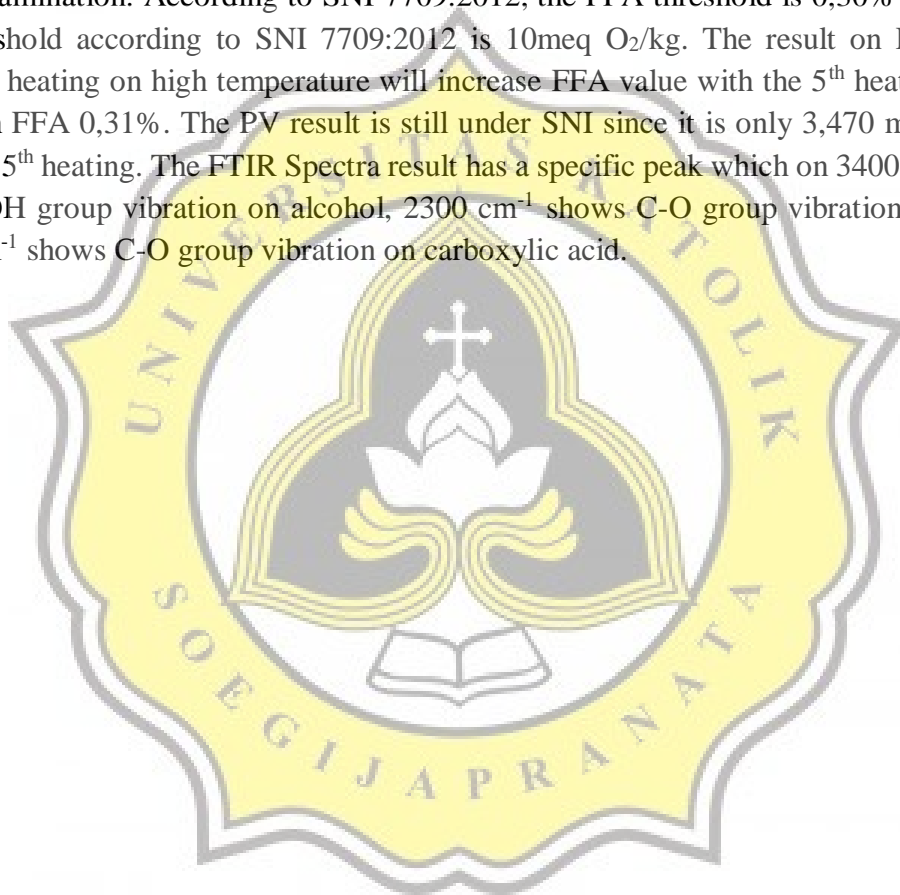 amination. According to SNI 7709:2012, the FFA threshold is 0,30%
shold according to SNI 7709:2012 is 10meq O₂/kg. The result on
heating on high temperature will increase FFA value with the 5ᵗʰ heat
FFA 0,31%. The PV result is still under SNI since it is only 3,470 m
5ᵗʰ heating. The FTIR Spectra result has a specific peak which on 3400
OH group vibration on alcohol, 2300 cm⁻¹ shows C-O group vibration
⁻¹ shows C-O group vibration on carboxylic acid.
UNIVERSITAS KATOLIK
SOEGIJAPRANATA